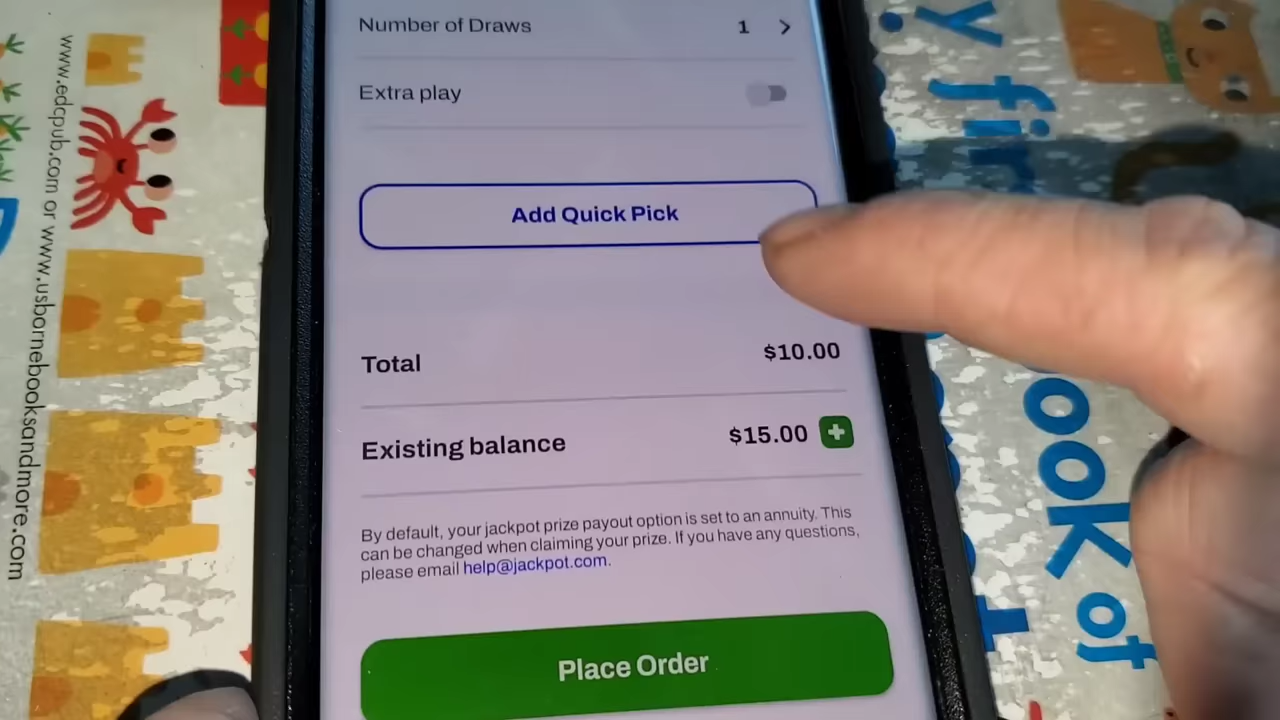 Number of Draws 1
Extra play
Add Quick Pick
Total $10.00
Existing balance $15.00
By default, your jackpot prize payout option is set to an annuity. This
can be changed when claiming your prize. If you have any questions,
please email help@jackpot.com.
Place Order
www.edcpub.com or www.usbornebooksandmore.com
y fir
ook of